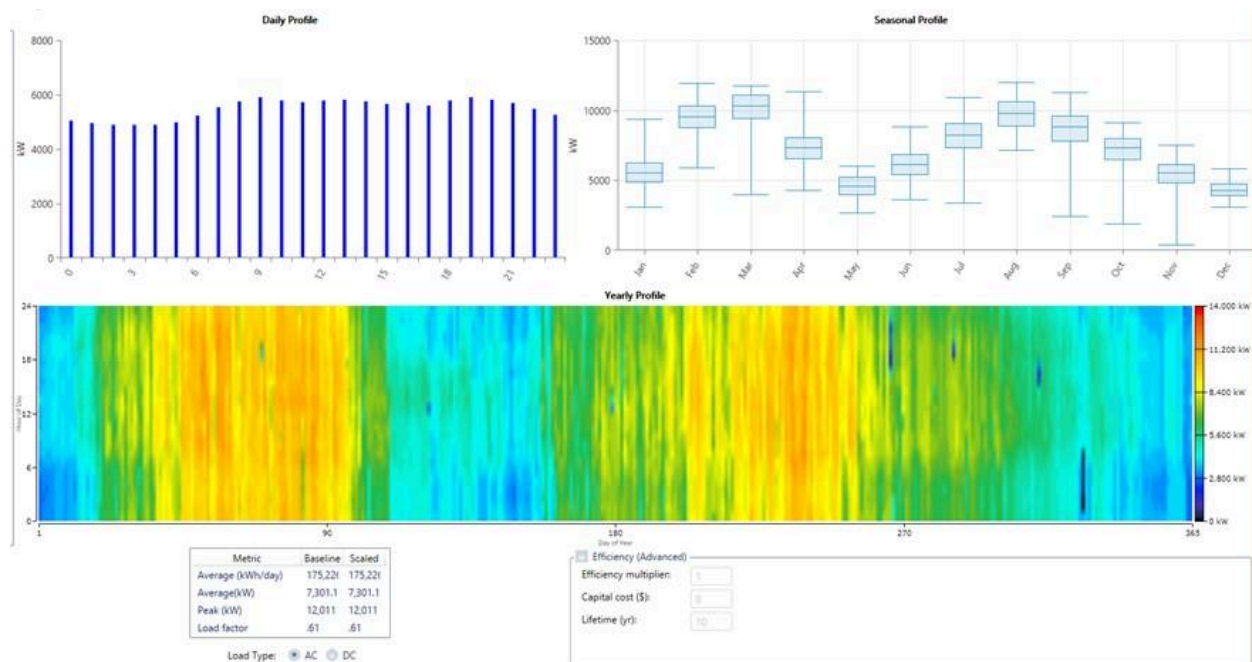 Daily Profile
Seasonal Profile
8000
6000
4000
2000
0
kW
0
3
6
9
12
15
18
21
15000
10000
5000
0
kW
Jan
Feb
Mar
Apr
May
Jun
Jul
Aug
Sep
Oct
Nov
Dec
Yearly Profile
24
18
12
6
0
Hour of Day
1
90
180
270
365
Day of Year
14.000 kW
11.200 kW
8.400 kW
5.600 kW
2.800 kW
0 kW
Metric Baseline Scaled
Average (kWh/day) 175,22( 175,22(
Average(kW) 7,301.1 7,301.1
Peak (kW) 12,011 12,011
Load factor .61 .61
Load Type: AC DC
Efficiency (Advanced)
Efficiency multiplier: 1
Capital cost ($): 0
Lifetime (yr): 10